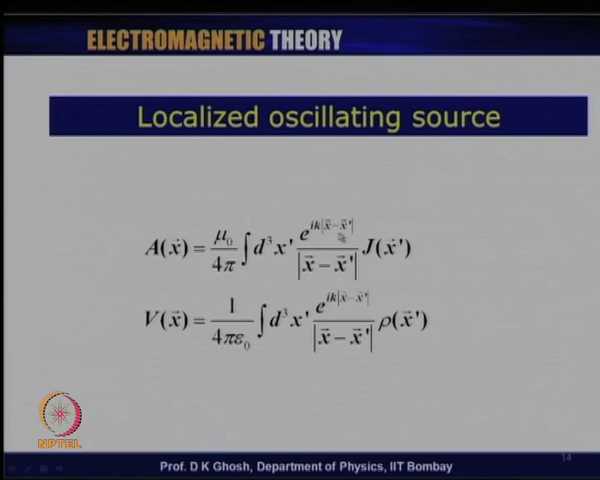 ELECTROMAGNETIC THEORY
Localized oscillating source
A(x⃗) = μ₀/4π ∫ d³x' e^{ik|x⃗−x⃗'|}/|x⃗−x⃗'| J(x⃗')
V(x⃗) = 1/4πε₀ ∫ d³x' e^{ik|x⃗−x⃗'|}/|x⃗−x⃗'| ρ(x⃗')
NPTEL
14
Prof. D K Ghosh, Department of Physics, IIT Bombay